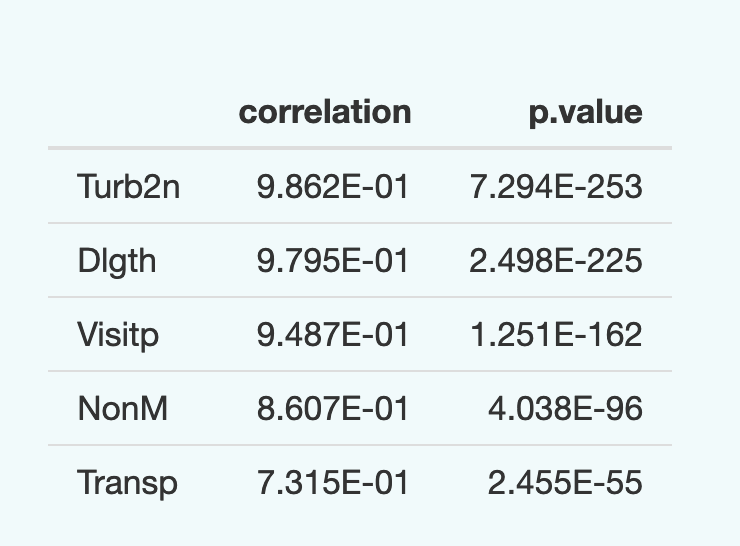 correlation p.value
Turb2n 9.862E-01 7.294E-253
Dlgth 9.795E-01 2.498E-225
Visitp 9.487E-01 1.251E-162
NonM 8.607E-01 4.038E-96
Transp 7.315E-01 2.455E-55